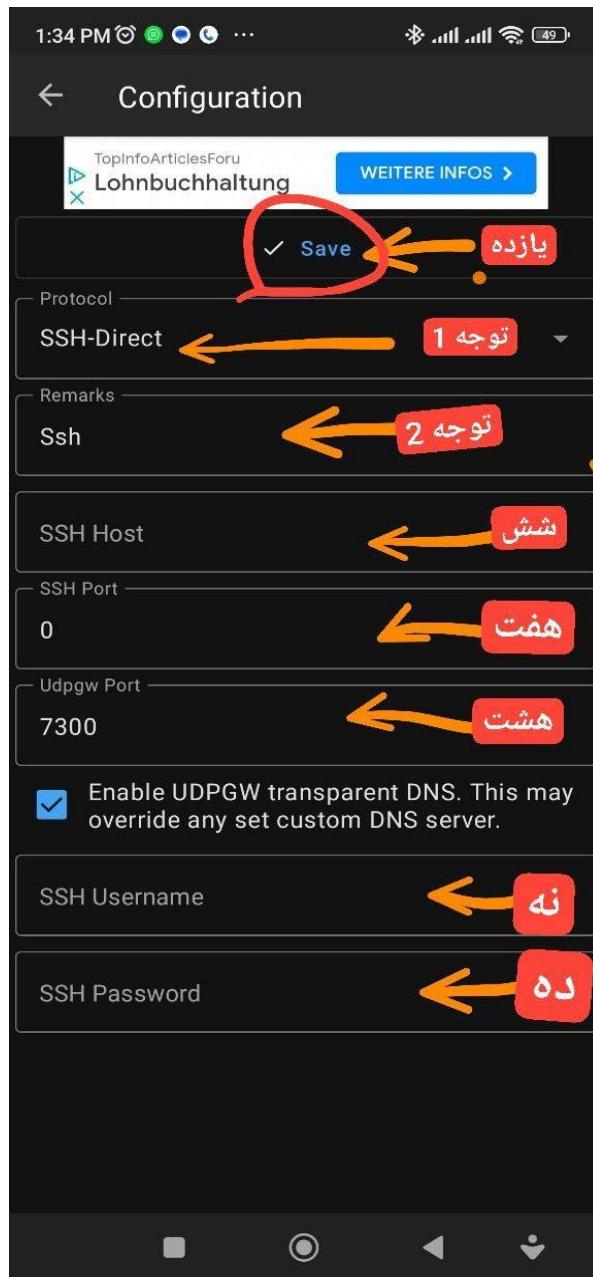 1:34 PM ... 49
Configuration
TopInfoArticlesForu
Lohnbuchhaltung
WEITERE INFOS >
Save
یازده
Protocol
SSH-Direct
توجه 1
Remarks
Ssh
توجه 2
SSH Host
شش
SSH Port
0
هفت
Udpgw Port
7300
هشت
Enable UDPGW transparent DNS. This may
override any set custom DNS server.
SSH Username
نه
SSH Password
ده